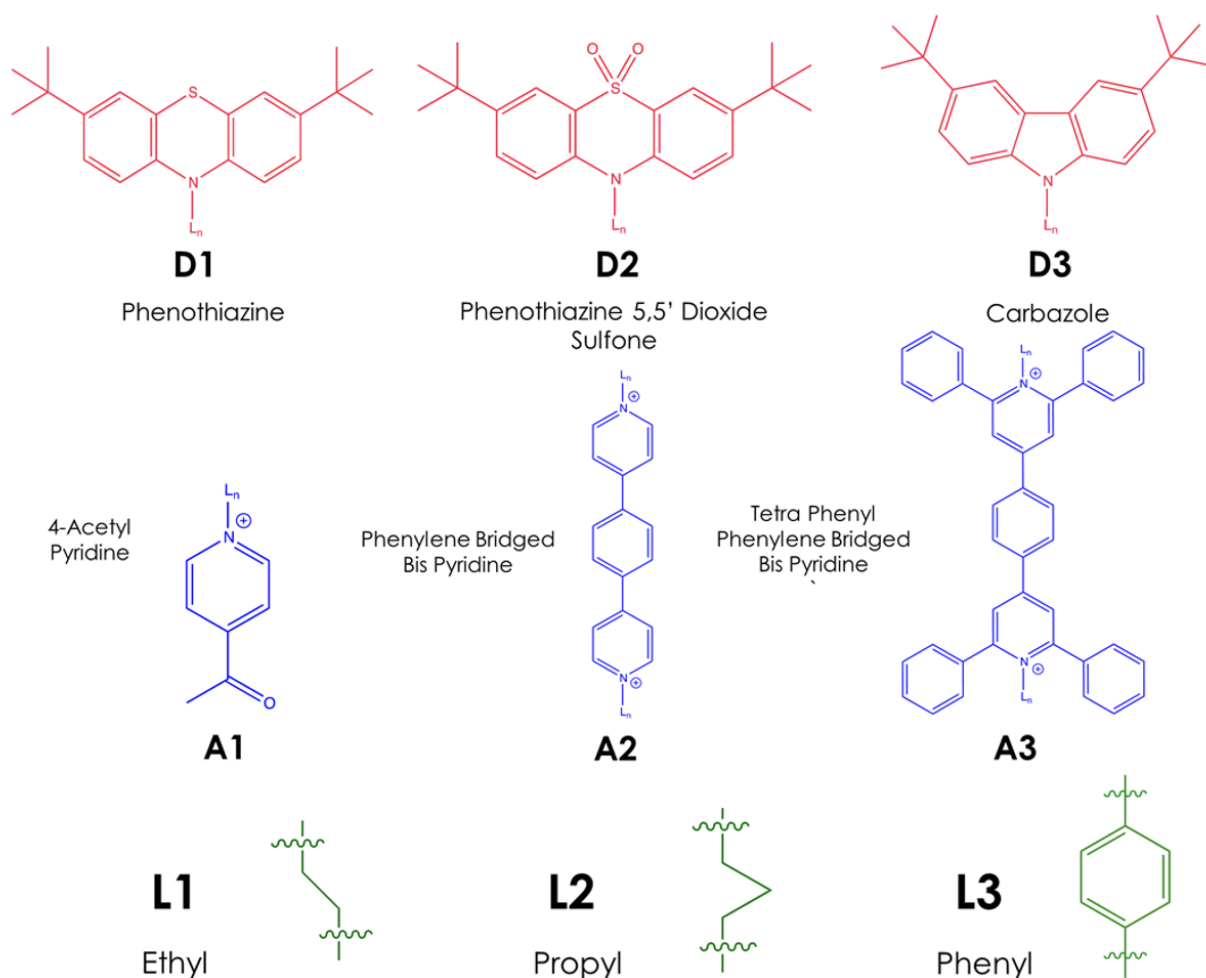 S
N
Ln
D1
Phenothiazine
O O
S
N
Ln
D2
Phenothiazine 5,5' Dioxide
Sulfone
N
Ln
D3
Carbazole
4-Acetyl
Pyridine
Ln
N ⊕
O
A1
Phenylene Bridged
Bis Pyridine
Ln
N ⊕
N ⊕
Ln
A2
Tetra Phenyl
Phenylene Bridged
Bis Pyridine
`
Ln
N ⊕
N ⊕
Ln
A3
L1
Ethyl
L2
Propyl
L3
Phenyl